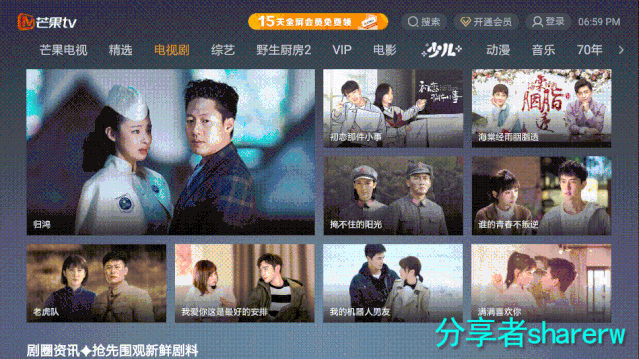 芒果tv
15天全屏会员免费领
搜索
开通会员
登录
06:59 PM
芒果电视 精选 电视剧 综艺 野生厨房2 VIP 电影 少儿 动漫 音乐 70年
初恋那件小事
初恋那件小事
海棠经雨胭脂透
归鸿
掩不住的阳光
谁的青春不叛逆
老虎队
我爱你这是最好的安排
我的机器人男友
满满喜欢你
分享者sharerw
剧圈资讯◆抢先围观新鲜剧料